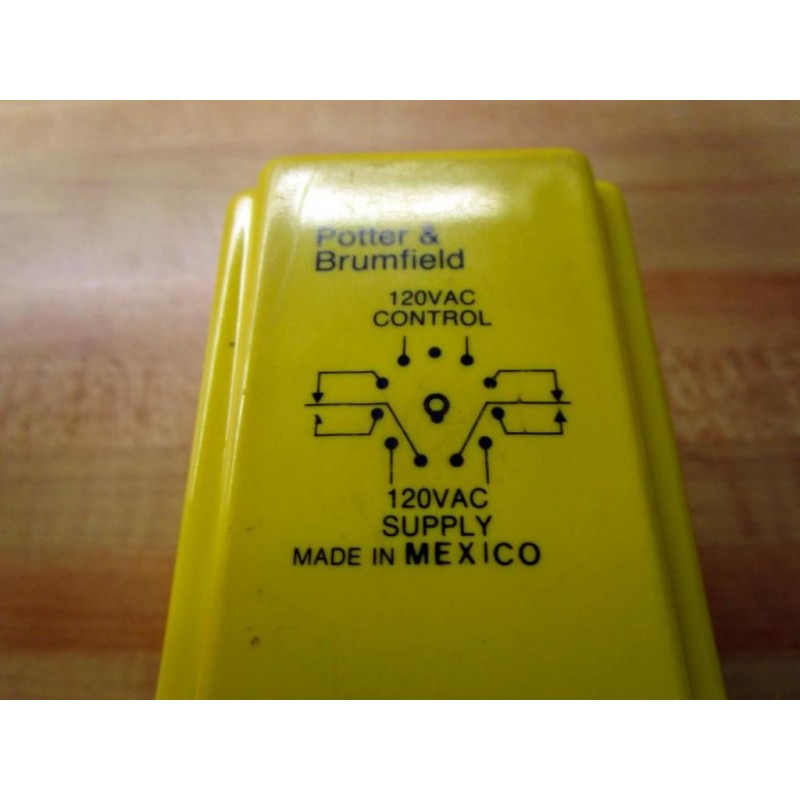 Potter &
Brumfield
120VAC
CONTROL
120VAC
SUPPLY
MADE IN MEXICO